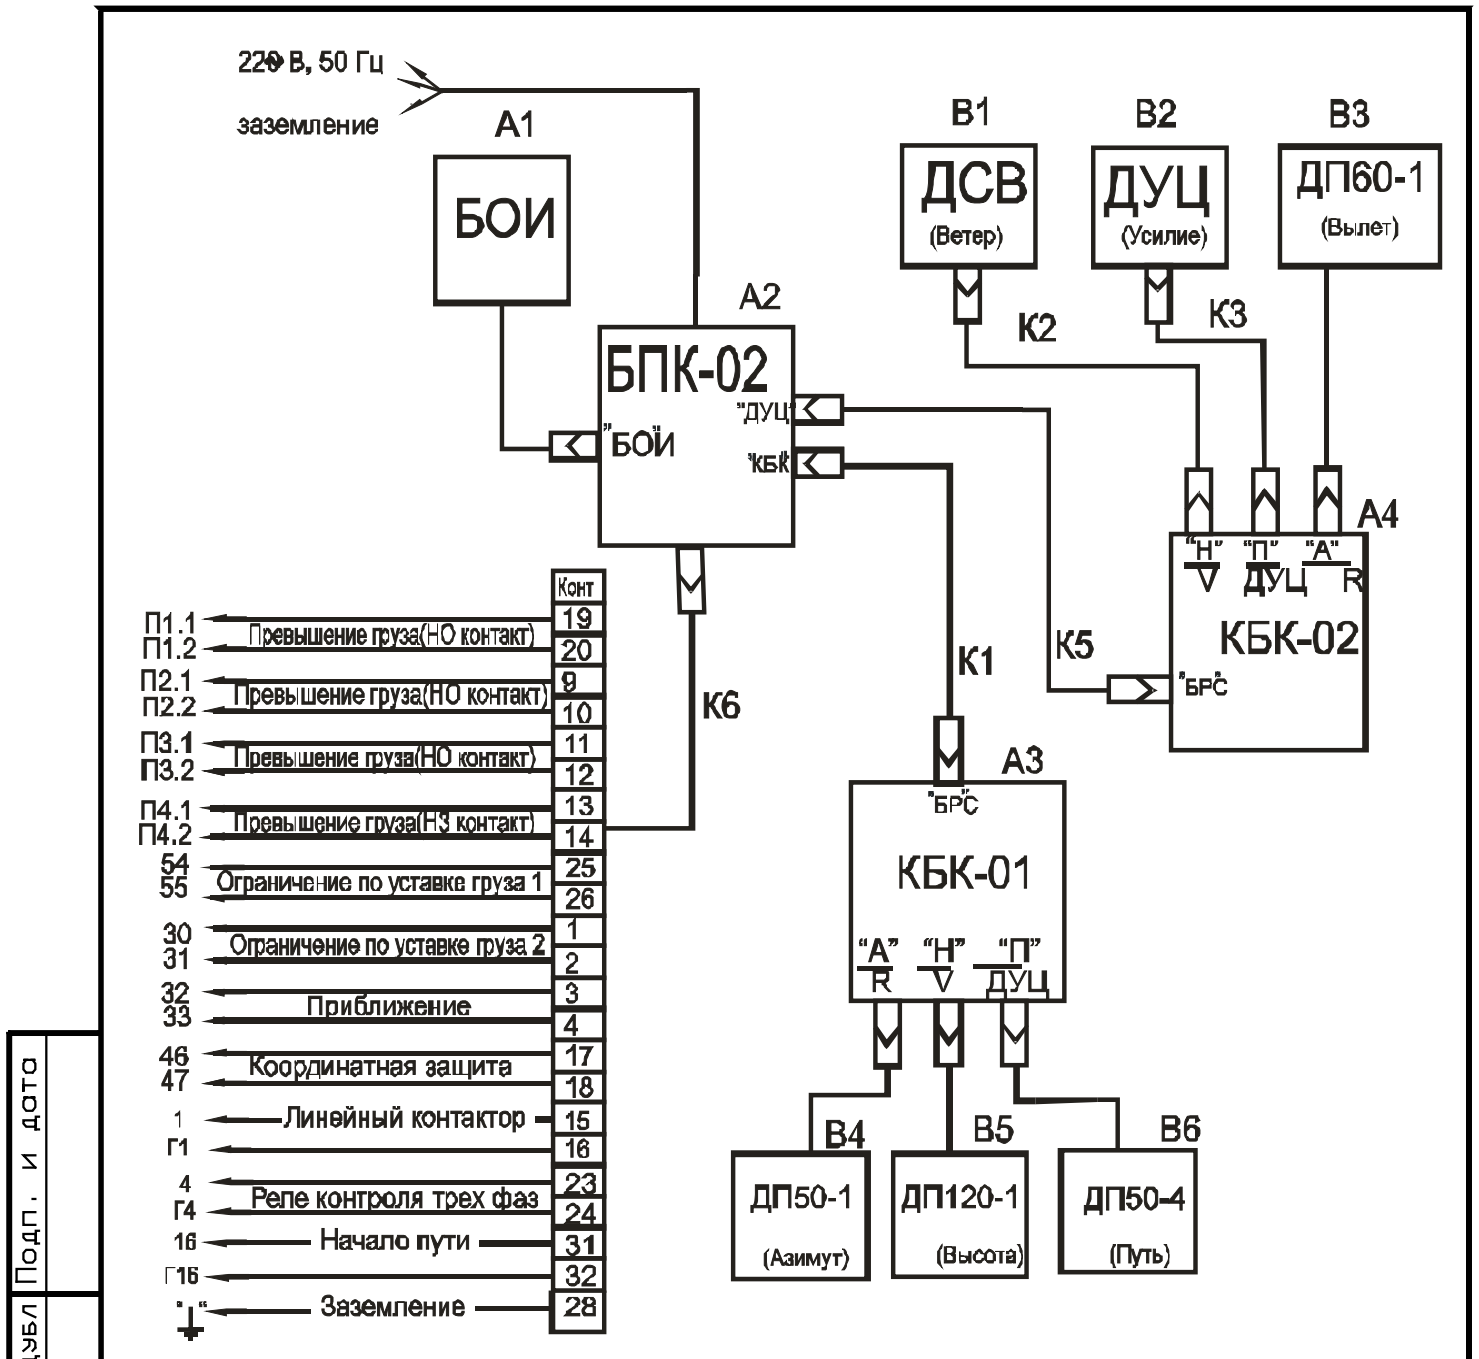 220 В, 50 Гц
заземление
А1
БОИ
А2
БПК-02
"ДУЦ"
"БОИ"
"КБК"
В1
ДСВ
(Ветер)
В2
ДУЦ
(Усилие)
В3
ДП60-1
(Вылет)
К2
К3
А4
"Н"
V
"П"
ДУЦ
"А"
R
КБК-02
"БРС"
К5
К1
К6
А3
"БРС"
КБК-01
"А"
R
"Н"
V
"П"
ДУЦ
В4
ДП50-1
(Азимут)
В5
ДП120-1
(Высота)
В6
ДП50-4
(Путь)
Конт
П1.1 19
Превышение груза(НО контакт)
П1.2 20
П2.1 9
Превышение груза(НО контакт)
П2.2 10
П3.1 11
Превышение груза(НО контакт)
П3.2 12
П4.1 13
Превышение груза(НЗ контакт)
П4.2 14
54 25
Ограничение по уставке груза 1
55 26
30 1
Ограничение по уставке груза 2
31 2
32 3
Приближение
33 4
46 17
Координатная защита
47 18
1 Линейный контактор 15
Г1 16
4 23
Реле контроля трех фаз
Г4 24
16 Начало пути 31
Г16 32
"⏚" Заземление 28
Подп. и дата
дубл